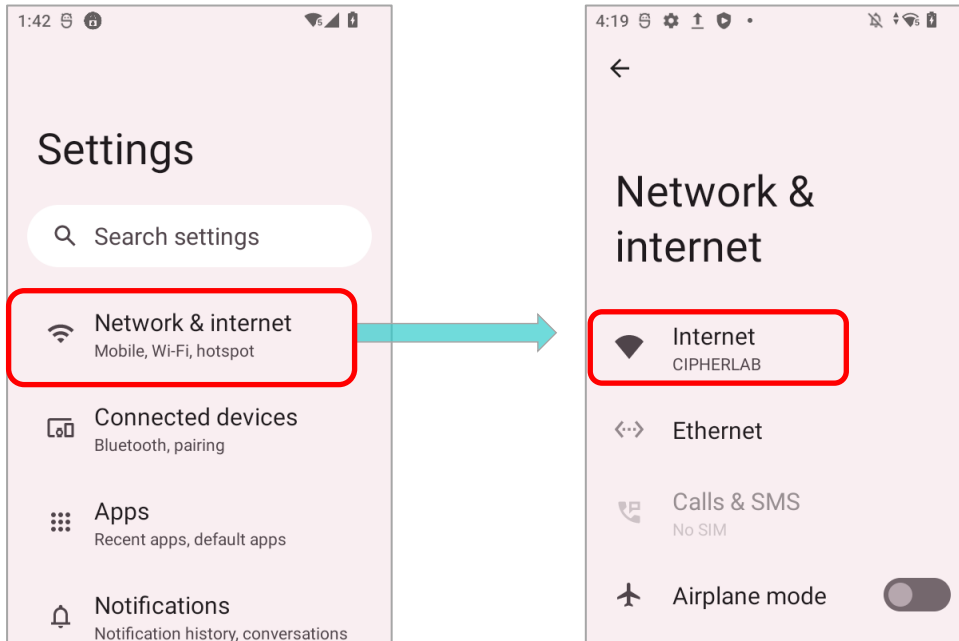 1:42
Settings
Search settings
Network & internet
Mobile, Wi-Fi, hotspot
Connected devices
Bluetooth, pairing
Apps
Recent apps, default apps
Notifications
Notification history, conversations
4:19
Network &
internet
Internet
CIPHERLAB
Ethernet
Calls & SMS
No SIM
Airplane mode